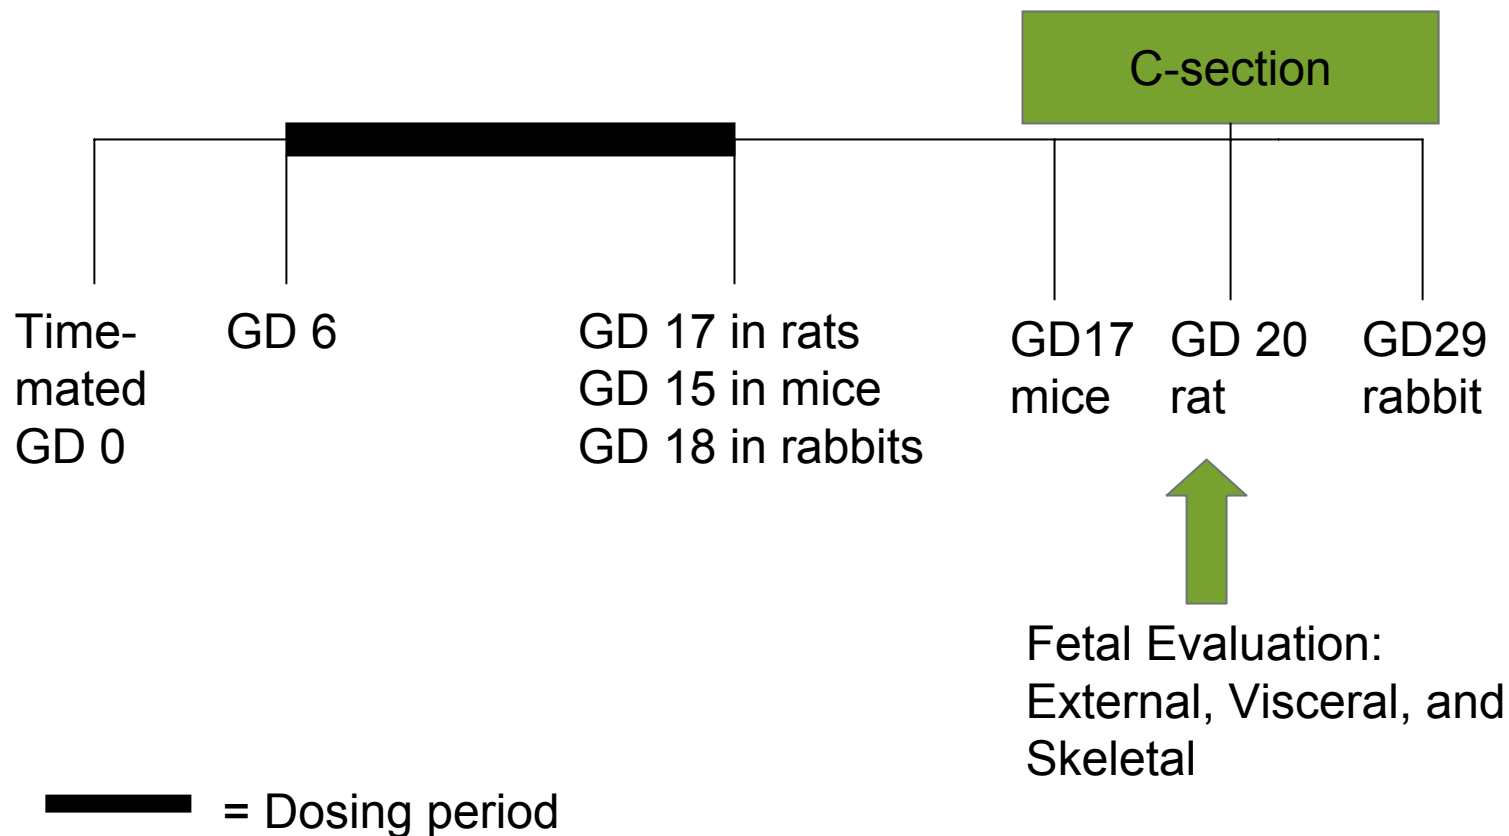 C-section
Time-
mated
GD 0
GD 6
GD 17 in rats
GD 15 in mice
GD 18 in rabbits
GD17
mice
GD 20
rat
GD29
rabbit
Fetal Evaluation:
External, Visceral, and
Skeletal
= Dosing period